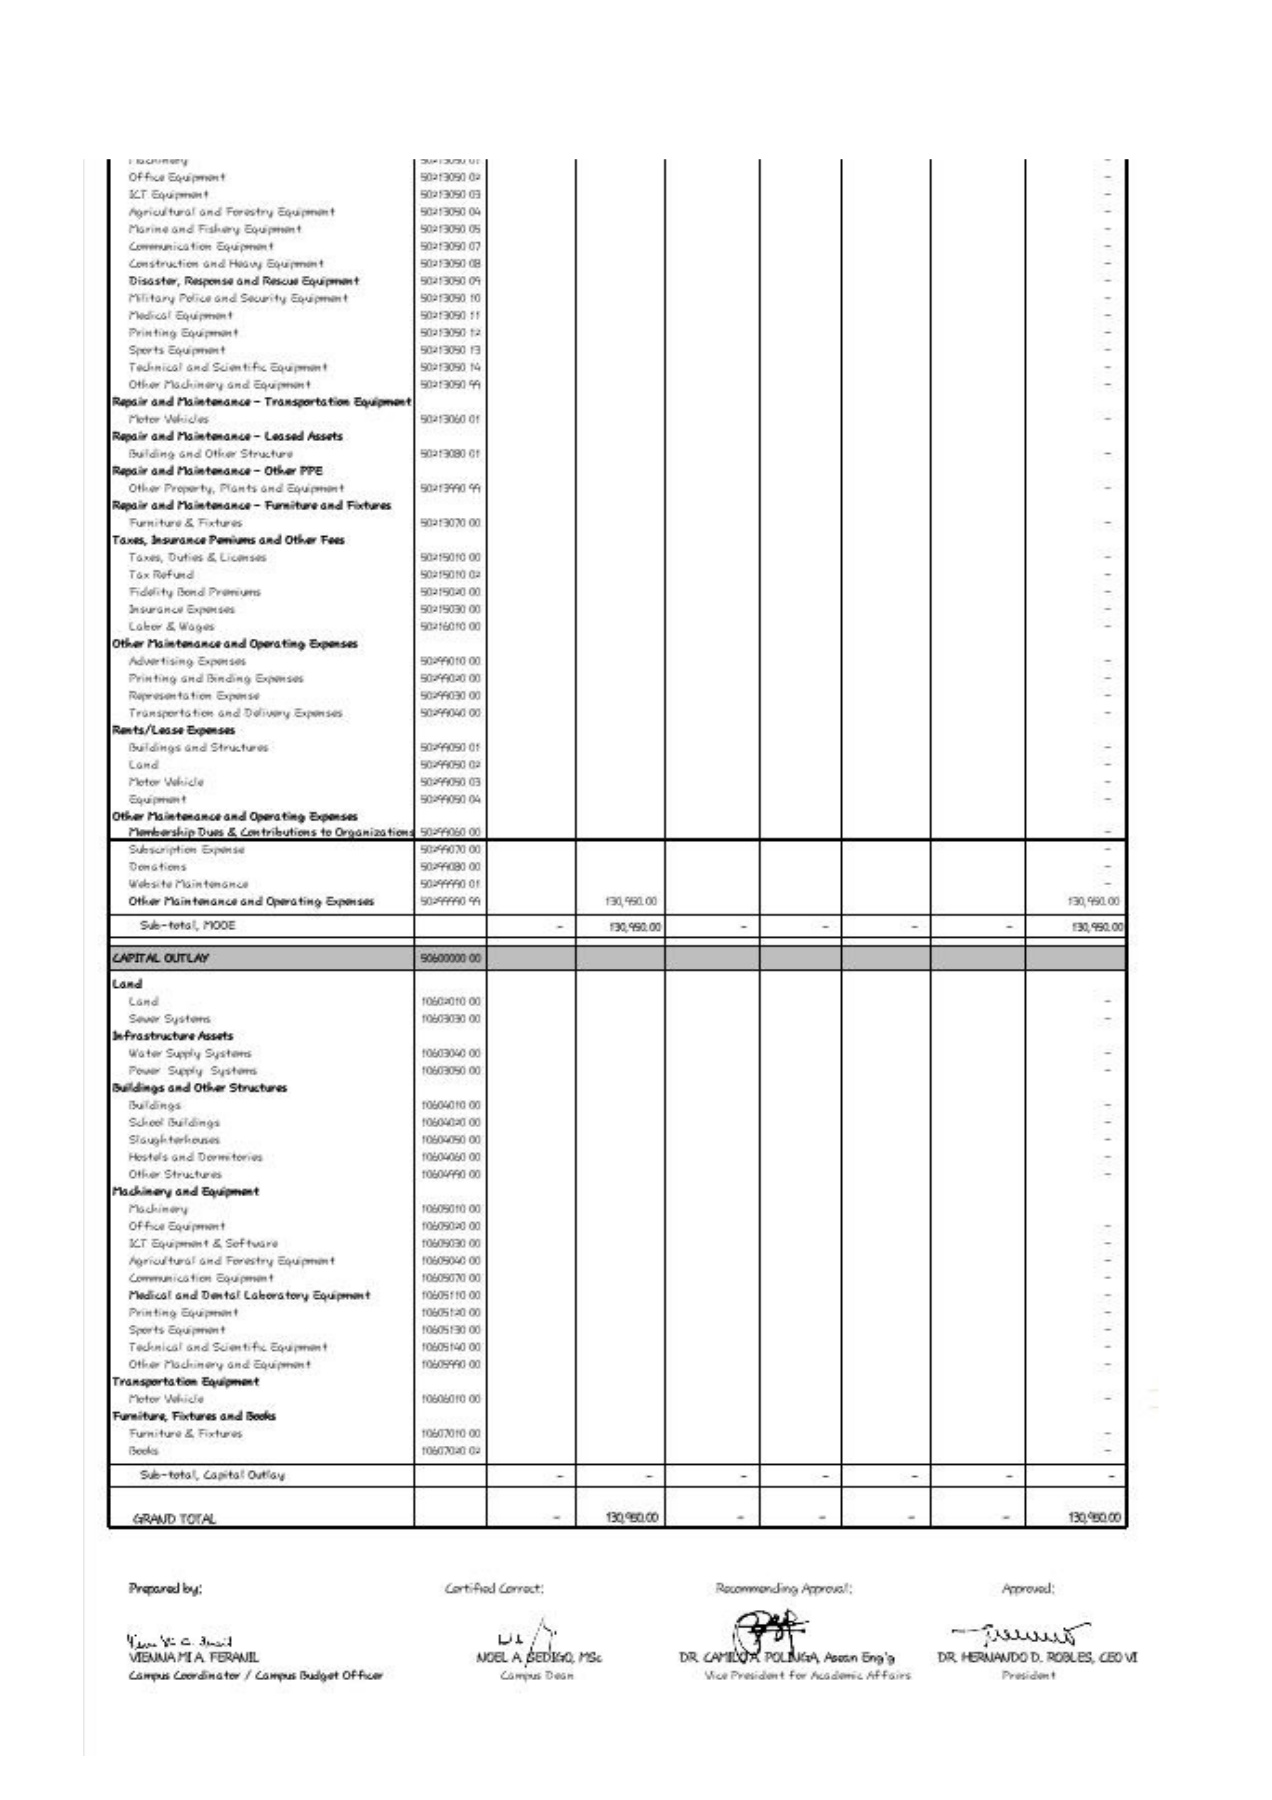 Machinery 50213050 01 -
Office Equipment 50213050 02 -
ICT Equipment 50213050 03 -
Agricultural and Forestry Equipment 50213050 04 -
Marine and Fishery Equipment 50213050 05 -
Communication Equipment 50213050 07 -
Construction and Heavy Equipment 50213050 08 -
Disaster, Response and Rescue Equipment 50213050 09 -
Military Police and Security Equipment 50213050 10 -
Medical Equipment 50213050 11 -
Printing Equipment 50213050 12 -
Sports Equipment 50213050 13 -
Technical and Scientific Equipment 50213050 14 -
Other Machinery and Equipment 50213050 99 -
Repair and Maintenance - Transportation Equipment
Motor Vehicles 50213060 01 -
Repair and Maintenance - Leased Assets
Building and Other Structure 50213080 01 -
Repair and Maintenance - Other PPE
Other Property, Plants and Equipment 50213990 99 -
Repair and Maintenance - Furniture and Fixtures
Furniture & Fixtures 50213070 00 -
Taxes, Insurance Pemiums and Other Fees
Taxes, Duties & Licenses 50215010 00 -
Tax Refund 50215010 02 -
Fidelity Bond Premiums 50215020 00 -
Insurance Expenses 50215030 00 -
Labor & Wages 50216010 00 -
Other Maintenance and Operating Expenses
Advertising Expenses 50299010 00 -
Printing and Binding Expenses 50299020 00 -
Representation Expense 50299030 00 -
Transportation and Delivery Expenses 50299040 00 -
Rents/Lease Expenses
Buildings and Structures 50299050 01 -
Land 50299050 02 -
Motor Vehicle 50299050 03 -
Equipment 50299050 04 -
Other Maintenance and Operating Expenses
Membership Dues & Contributions to Organizations 50299060 00 -
Subscription Expense 50299070 00 -
Donations 50299080 00 -
Website Maintenance 50299990 01 -
Other Maintenance and Operating Expenses 50299990 99 130,950.00 130,950.00
Sub-total, MOOE - 130,950.00 - - - - 130,950.00
CAPITAL OUTLAY 50600000 00
Land
Land 10602010 00 -
Sewer Systems 10603030 00 -
Infrastructure Assets
Water Supply Systems 10603040 00 -
Power Supply Systems 10603050 00 -
Buildings and Other Structures
Buildings 10604010 00 -
School Buildings 10604020 00 -
Slaughterhouses 10604050 00 -
Hostels and Dormitories 10604060 00 -
Other Structures 10604990 00 -
Machinery and Equipment
Machinery 10605010 00
Office Equipment 10605020 00 -
ICT Equipment & Software 10605030 00 -
Agricultural and Forestry Equipment 10605040 00 -
Communication Equipment 10605070 00 -
Medical and Dental Laboratory Equipment 10605110 00 -
Printing Equipment 10605120 00 -
Sports Equipment 10605130 00 -
Technical and Scientific Equipment 10605140 00 -
Other Machinery and Equipment 10605990 00 -
Transportation Equipment
Motor Vehicle 10606010 00 -
Furniture, Fixtures and Books
Furniture & Fixtures 10607010 00 -
Books 10607020 02 -
Sub-total, Capital Outlay - - - - - - -
GRAND TOTAL - 130,950.00 - - - - 130,950.00
Prepared by: Certified Correct: Recommending Approval: Approved:
VIENNA MI A. FERANIL NOEL A. SEDIGO, MSc DR. CAMILO A. POLINGA, Asean Eng'g DR. HERNANDO D. ROBLES, CEO VI
Campus Coordinator / Campus Budget Officer Campus Dean Vice President for Academic Affairs President